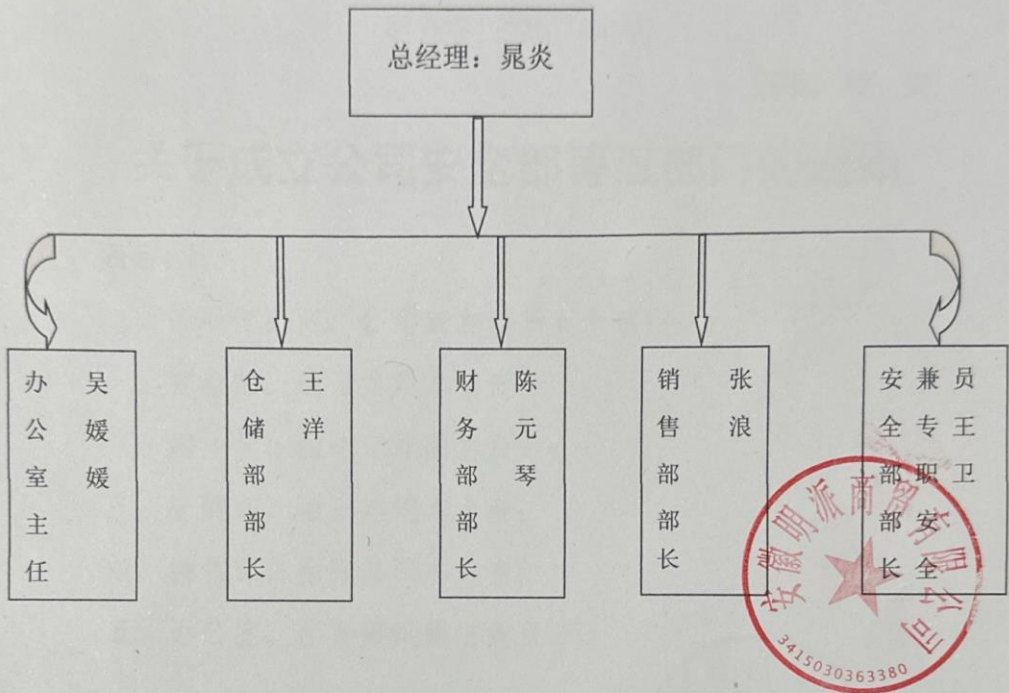 总经理：晁炎
办公室主任
吴媛媛
仓储部部长
王洋
财务部部长
陈元琴
销售部部长
张浪
安全部部长
兼专职安全
员王卫
安徽明派商贸有限公司
3415030363380